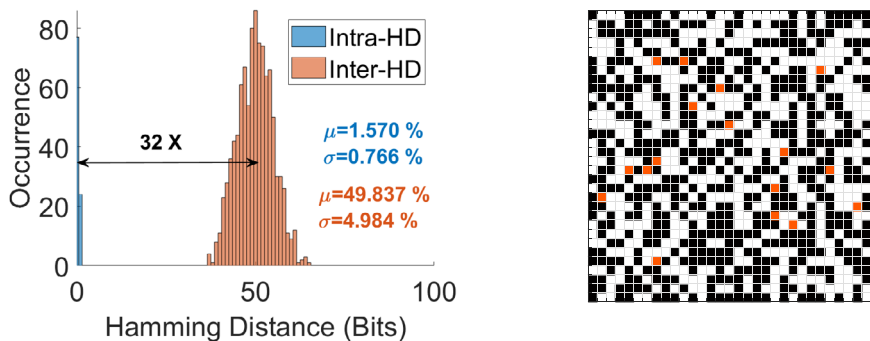 80
60
40
20
0
Occurrence
Intra-HD
Inter-HD
32 X
μ=1.570 %
σ=0.766 %
μ=49.837 %
σ=4.984 %
0 50 100
Hamming Distance (Bits)